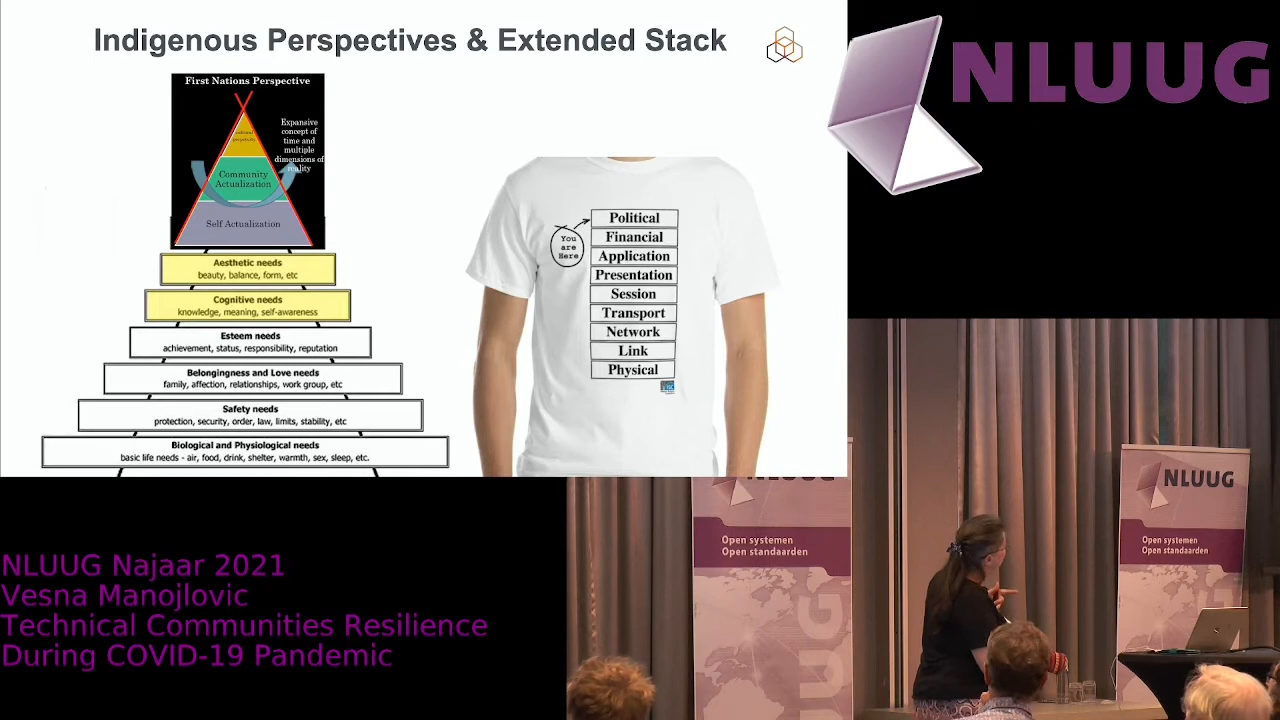 Indigenous Perspectives & Extended Stack
First Nations Perspective
Expansive
concept of
time and
multiple
dimensions of
reality
Community
Actualization
Self Actualization
Aesthetic needs
beauty, balance, form, etc
Cognitive needs
knowledge, meaning, self-awareness
Esteem needs
achievement, status, responsibility, reputation
Belongingness and Love needs
family, affection, relationships, work group, etc
Safety needs
protection, security, order, law, limits, stability, etc
Biological and Physiological needs
basic life needs - air, food, drink, shelter, warmth, sex, sleep, etc.
You
are
Here
Political
Financial
Application
Presentation
Session
Transport
Network
Link
Physical
NLUUG
NLUUG Najaar 2021
Vesna Manojlovic
Technical Communities Resilience
During COVID-19 Pandemic
NLUUG
Open systemen
Open standaarden
NLUUG
NLUUG
Open systemen
Open standaarden